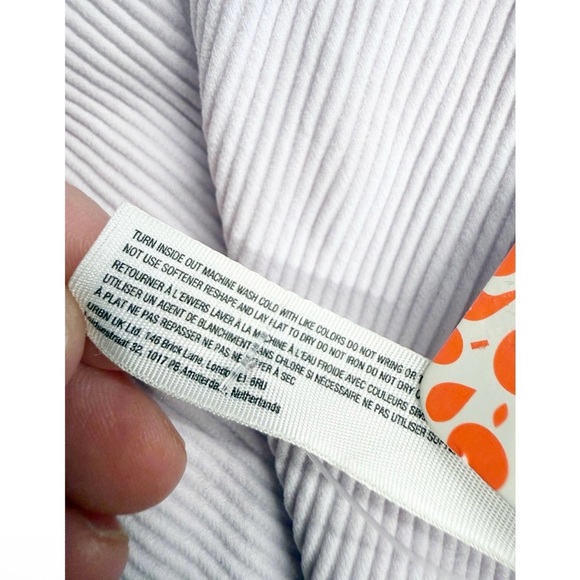 TURN INSIDE OUT MACHINE WASH COLD WITH LIKE COLORS DO NOT WRING OR
NOT USE SOFTENER RESHAPE AND LAY FLAT TO DRY DO NOT IRON DO NOT DRY
RETOURNER À L'ENVERS LAVER À LA MACHINE À L'EAU FROIDE AVEC COULEURS
UTILISER UN AGENT DE BLANCHIMENT SANS CHLORE SI NÉCESSAIRE NE PAS UTILISER
À PLAT NE PAS REPASSER NE PAS À SEC
URBN UK Ltd, 146 Brick Lane, London E1 6RU
32, 1017 PB Netherlands